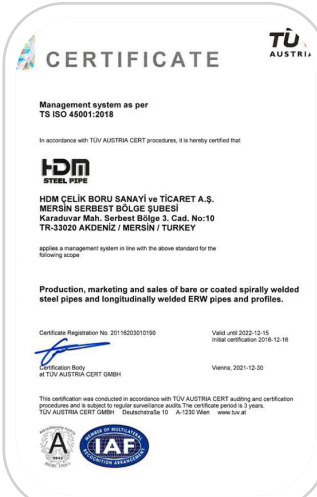 CERTIFICATE
TÜV
AUSTRIA
Management system as per
TS ISO 45001:2018
In accordance with TÜV AUSTRIA CERT procedures, it is hereby certified that
HDM
STEEL PIPE
HDM ÇELİK BORU SANAYİ ve TİCARET A.Ş.
MERSİN SERBEST BÖLGE ŞUBESİ
Karaduvar Mah. Serbest Bölge 3. Cad. No:10
TR-33020 AKDENİZ / MERSİN / TURKEY
applies a management system in line with the above standard for the
following scope
Production, marketing and sales of bare or coated spirally welded
steel pipes and longitudinally welded ERW pipes and profiles.
Certificate Registration No. 20116203010190
Valid until 2022-12-15
Initial certification 2016-12-16
Certification Body
at TÜV AUSTRIA CERT GMBH
Vienna, 2021-12-30
This certification was conducted in accordance with TÜV AUSTRIA CERT auditing and certification
procedures and is subject to regular surveillance audits.The certificate period is 3 years.
TÜV AUSTRIA CERT GMBH Deutschstraße 10 A-1230 Wien www.tuv.at
A
MEMBER OF MULTILATERAL
IAF
RECOGNITION ARRANGEMENT